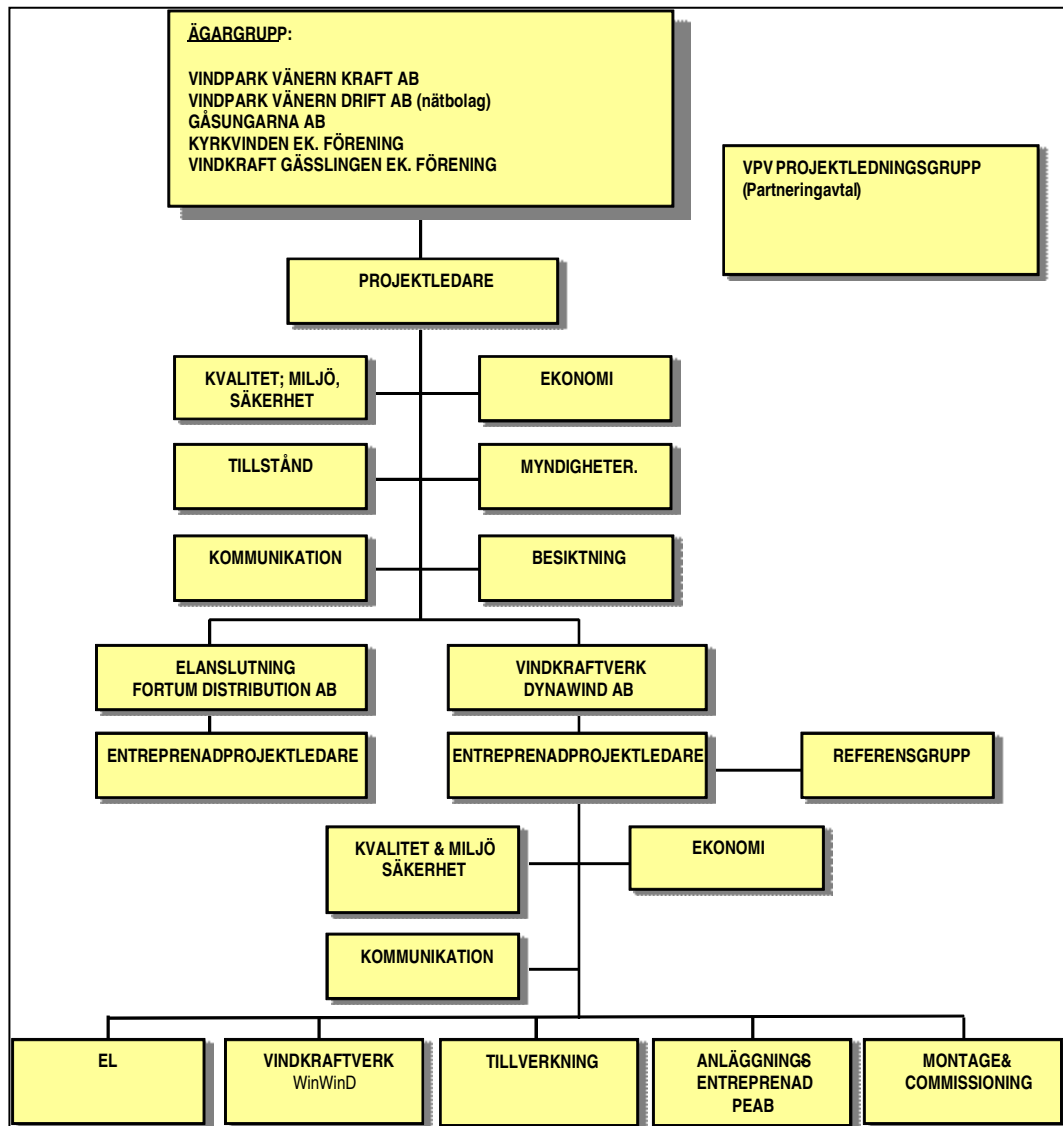 ÄGARGRUPP:
VINDPARK VÄNERN KRAFT AB
VINDPARK VÄNERN DRIFT AB (nätbolag)
GÅSUNGARNA AB
KYRKVINDEN EK. FÖRENING
VINDKRAFT GÄSSLINGEN EK. FÖRENING
VPV PROJEKTLEDNINGSGRUPP
(Partneringavtal)
PROJEKTLEDARE
KVALITET; MILJÖ,
SÄKERHET
EKONOMI
TILLSTÅND
MYNDIGHETER.
KOMMUNIKATION
BESIKTNING
ELANSLUTNING
FORTUM DISTRIBUTION AB
VINDKRAFTVERK
DYNAWIND AB
ENTREPRENADPROJEKTLEDARE
ENTREPRENADPROJEKTLEDARE
REFERENSGRUPP
KVALITET & MILJÖ
SÄKERHET
EKONOMI
KOMMUNIKATION
EL
VINDKRAFTVERK
WinWinD
TILLVERKNING
ANLÄGGNINGS-
ENTREPRENAD
PEAB
MONTAGE&
COMMISSIONING